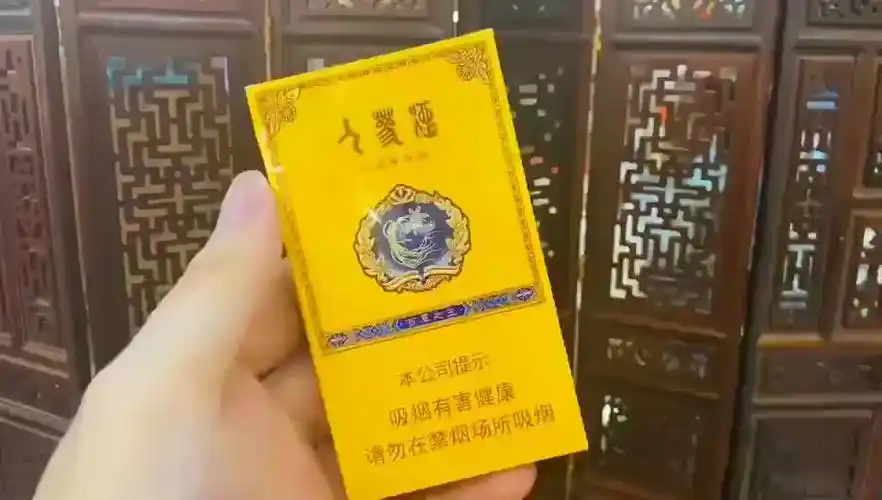 人参烟
本公司提示
吸烟有害健康
请勿在禁烟场所吸烟